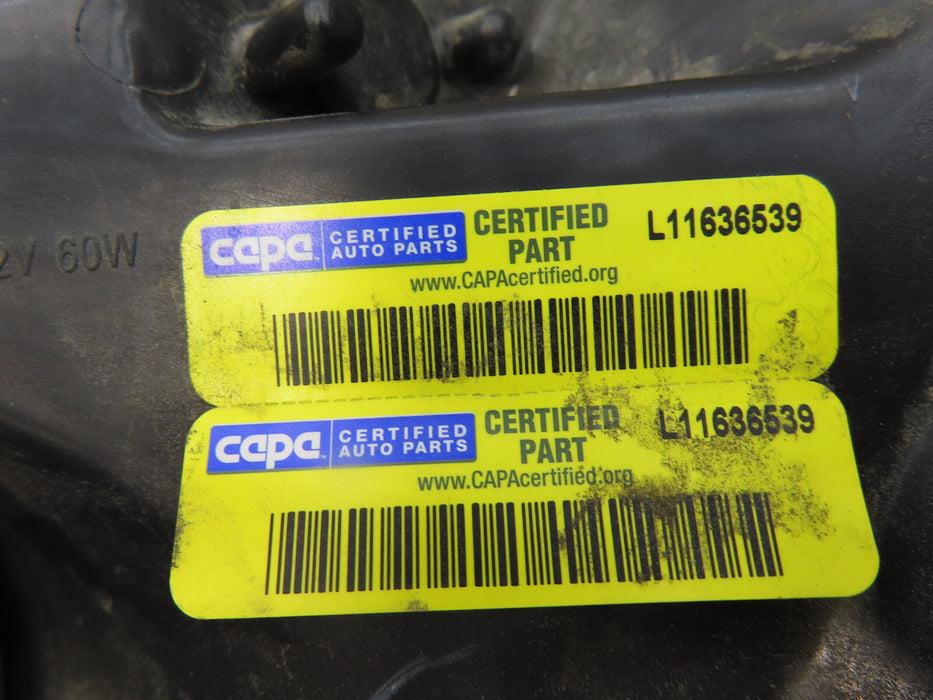 2V 60W
capa CERTIFIED
AUTO PARTS
CERTIFIED
PART
L11636539
www.CAPAcertified.org
capa CERTIFIED
AUTO PARTS
CERTIFIED
PART
L11636539
www.CAPAcertified.org